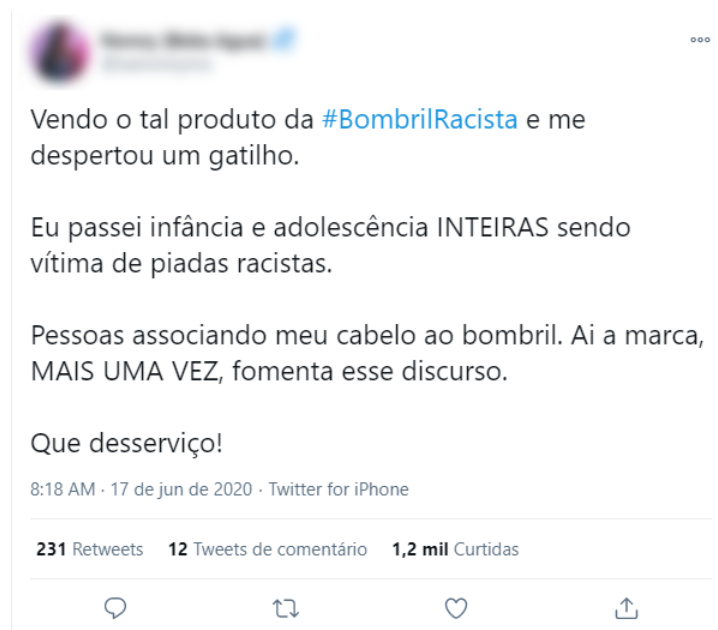 Vendo o tal produto da #BombrilRacista e me
despertou um gatilho.
Eu passei infância e adolescência INTEIRAS sendo
vítima de piadas racistas.
Pessoas associando meu cabelo ao bombril. Ai a marca,
MAIS UMA VEZ, fomenta esse discurso.
Que desserviço!
8:18 AM · 17 de jun de 2020 · Twitter for iPhone
231 Retweets 12 Tweets de comentário 1,2 mil Curtidas